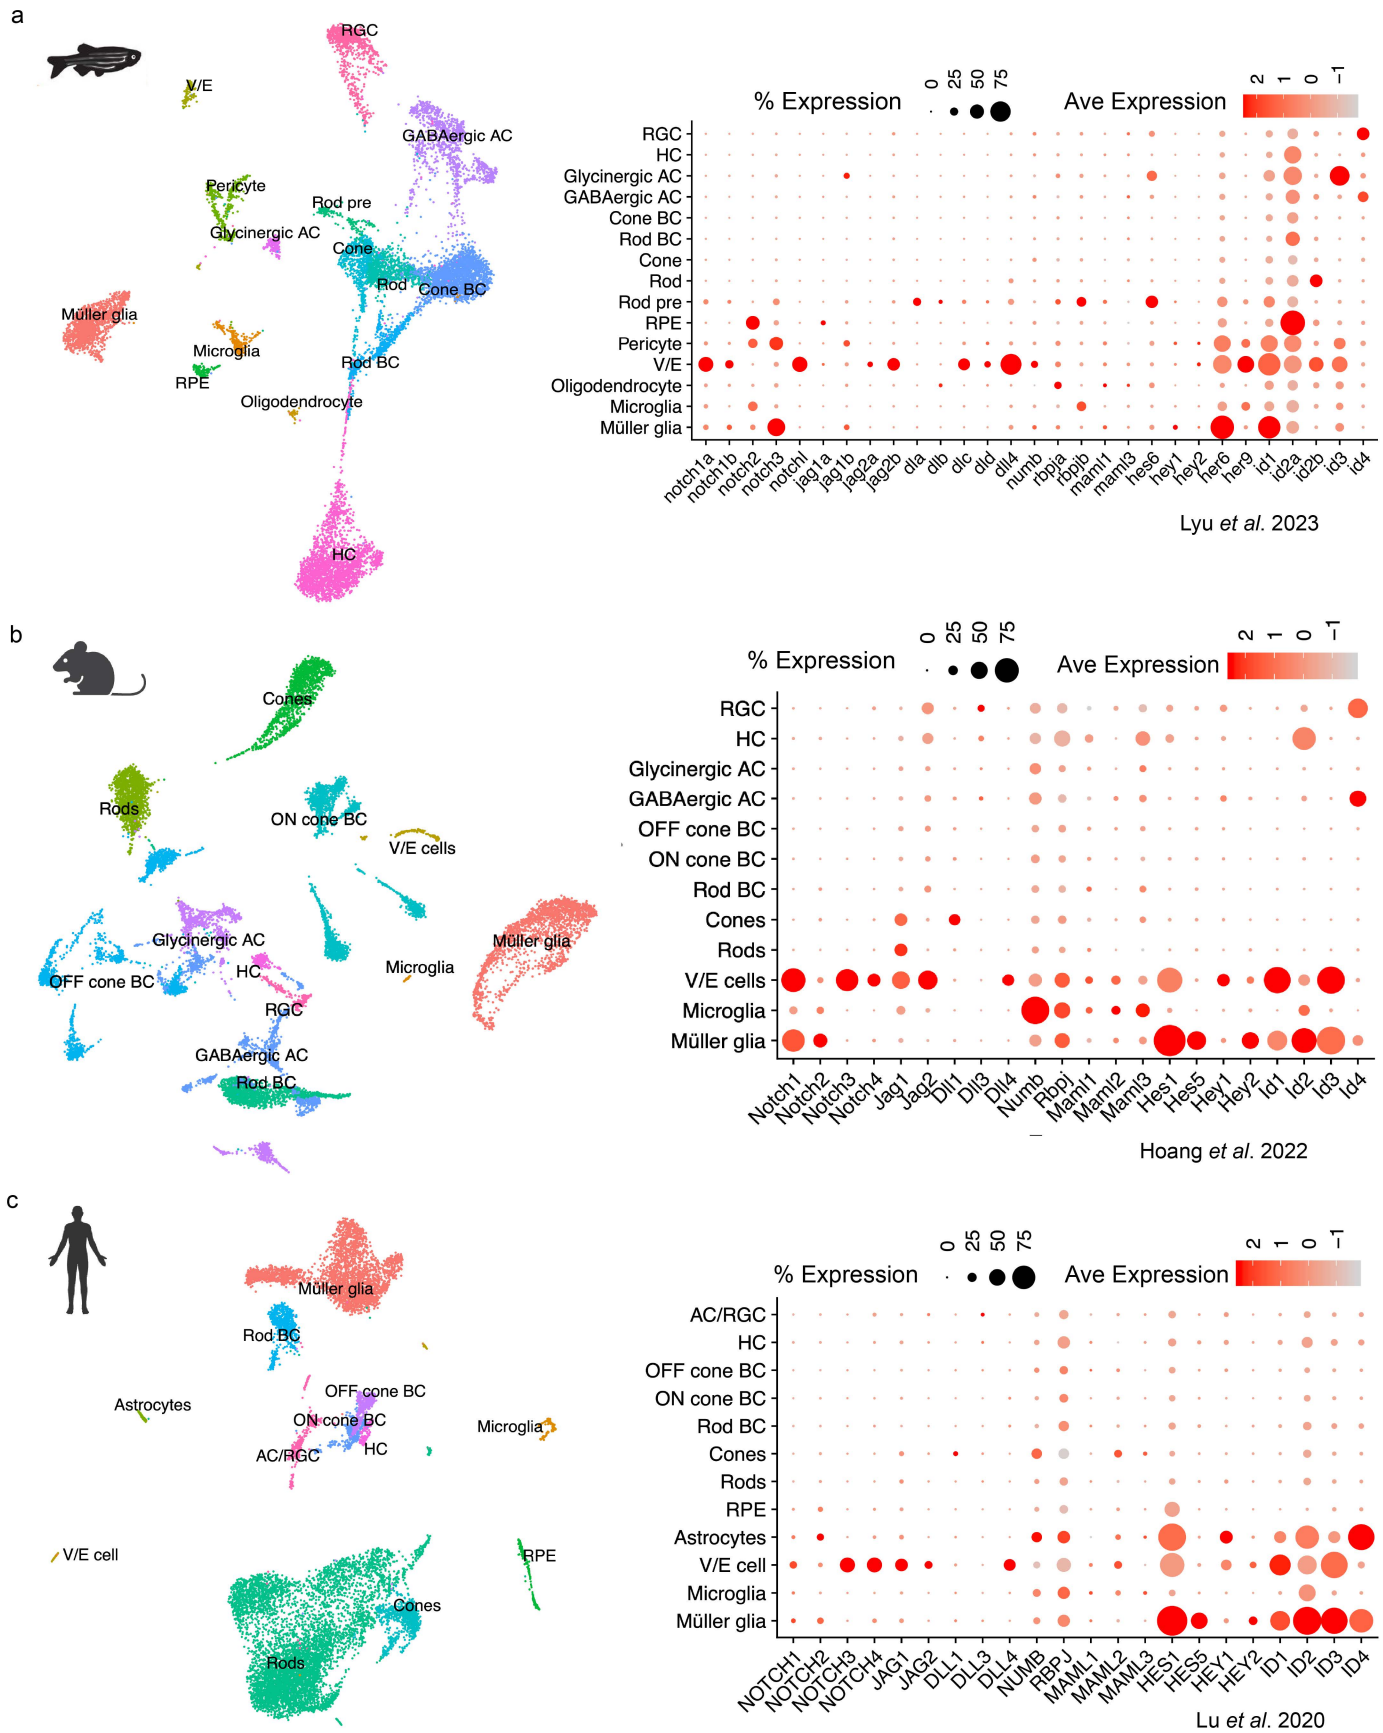 a
RGC
V/E
GABAergic AC
Pericyte
Rod pre
Glycinergic AC
Cone
Rod
Cone BC
Müller glia
Microglia
Rod BC
RPE
Oligodendrocyte
HC
% Expression
0 25 50 75
Ave Expression
2 1 0 −1
RGC
HC
Glycinergic AC
GABAergic AC
Cone BC
Rod BC
Cone
Rod
Rod pre
RPE
Pericyte
V/E
Oligodendrocyte
Microglia
Müller glia
notch1a notch1b notch2 notch3 notchl jag1a jag1b jag2a jag2b dla dlb dlc dld dll4 numb rbpja rbpjb maml1 maml3 hes6 hey1 hey2 her6 her9 id1 id2a id2b id3 id4
Lyu et al. 2023
b
Cones
Rods
ON cone BC
V/E cells
Glycinergic AC
Müller glia
HC
Microglia
OFF cone BC
RGC
GABAergic AC
Rod BC
% Expression
0 25 50 75
Ave Expression
2 1 0 −1
RGC
HC
Glycinergic AC
GABAergic AC
OFF cone BC
ON cone BC
Rod BC
Cones
Rods
V/E cells
Microglia
Müller glia
Notch1 Notch2 Notch3 Notch4 Jag1 Jag2 Dll1 Dll3 Dll4 Numb Rbpj Maml1 Maml2 Maml3 Hes1 Hes5 Hey1 Hey2 Id1 Id2 Id3 Id4
Hoang et al. 2022
c
Müller glia
Rod BC
OFF cone BC
Astrocytes
ON cone BC
Microglia
AC/RGC
HC
V/E cell
RPE
Cones
Rods
% Expression
0 25 50 75
Ave Expression
2 1 0 −1
AC/RGC
HC
OFF cone BC
ON cone BC
Rod BC
Cones
Rods
RPE
Astrocytes
V/E cell
Microglia
Müller glia
NOTCH1 NOTCH2 NOTCH3 NOTCH4 JAG1 JAG2 DLL1 DLL3 DLL4 NUMB RBPJ MAML1 MAML2 MAML3 HES1 HES5 HEY1 HEY2 ID1 ID2 ID3 ID4
Lu et al. 2020